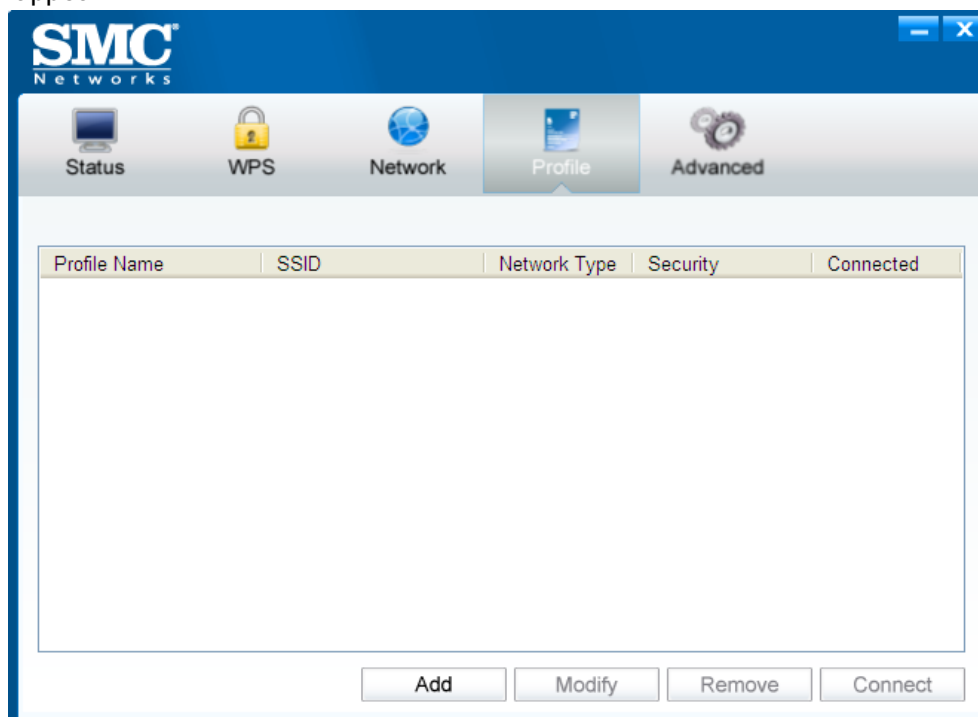 SMC®
Networks
Status WPS Network Profile Advanced
Profile Name SSID Network Type Security Connected
Add Modify Remove Connect